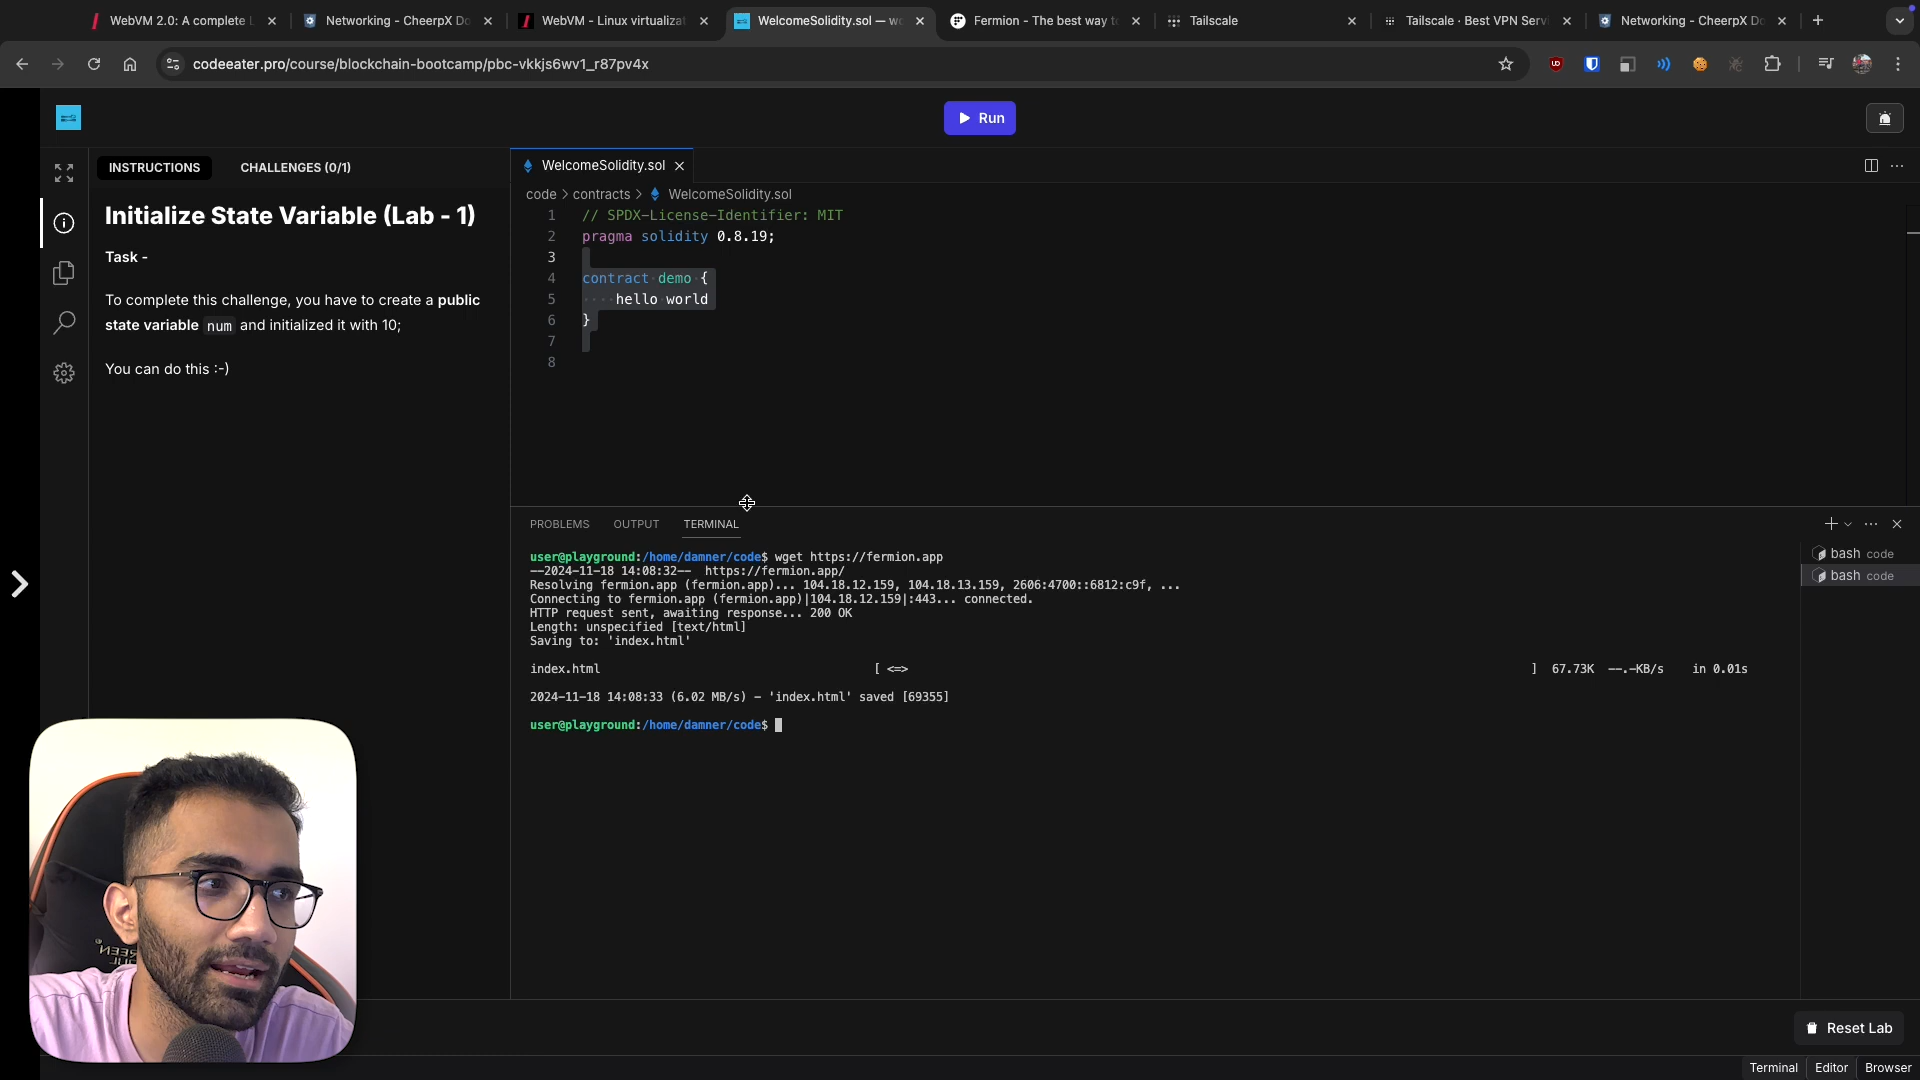 WebVM 2.0: A complete L
Networking - CheerpX Do
WebVM - Linux virtualizat
WelcomeSolidity.sol — wo
Fermion - The best way t
Tailscale
Tailscale · Best VPN Serv
Networking - CheerpX Do
codeeater.pro/course/blockchain-bootcamp/pbc-vkkjs6wv1_r87pv4x
Run
INSTRUCTIONS
CHALLENGES (0/1)
Initialize State Variable (Lab - 1)
Task -
To complete this challenge, you have to create a public
state variable num and initialized it with 10;
You can do this :-)
WelcomeSolidity.sol
code > contracts > WelcomeSolidity.sol
1 // SPDX-License-Identifier: MIT
2 pragma solidity 0.8.19;
3
4 contract demo {
5 hello world
6 }
7
8
PROBLEMS
OUTPUT
TERMINAL
user@playground:/home/damner/code$ wget https://fermion.app
--2024-11-18 14:08:32-- https://fermion.app/
Resolving fermion.app (fermion.app)... 104.18.12.159, 104.18.13.159, 2606:4700::6812:c9f, ...
Connecting to fermion.app (fermion.app)|104.18.12.159|:443... connected.
HTTP request sent, awaiting response... 200 OK
Length: unspecified [text/html]
Saving to: 'index.html'
index.html [ <=> ] 67.73K --.-KB/s in 0.01s
2024-11-18 14:08:33 (6.02 MB/s) - 'index.html' saved [69355]
user@playground:/home/damner/code$
bash code
bash code
Reset Lab
Terminal
Editor
Browser